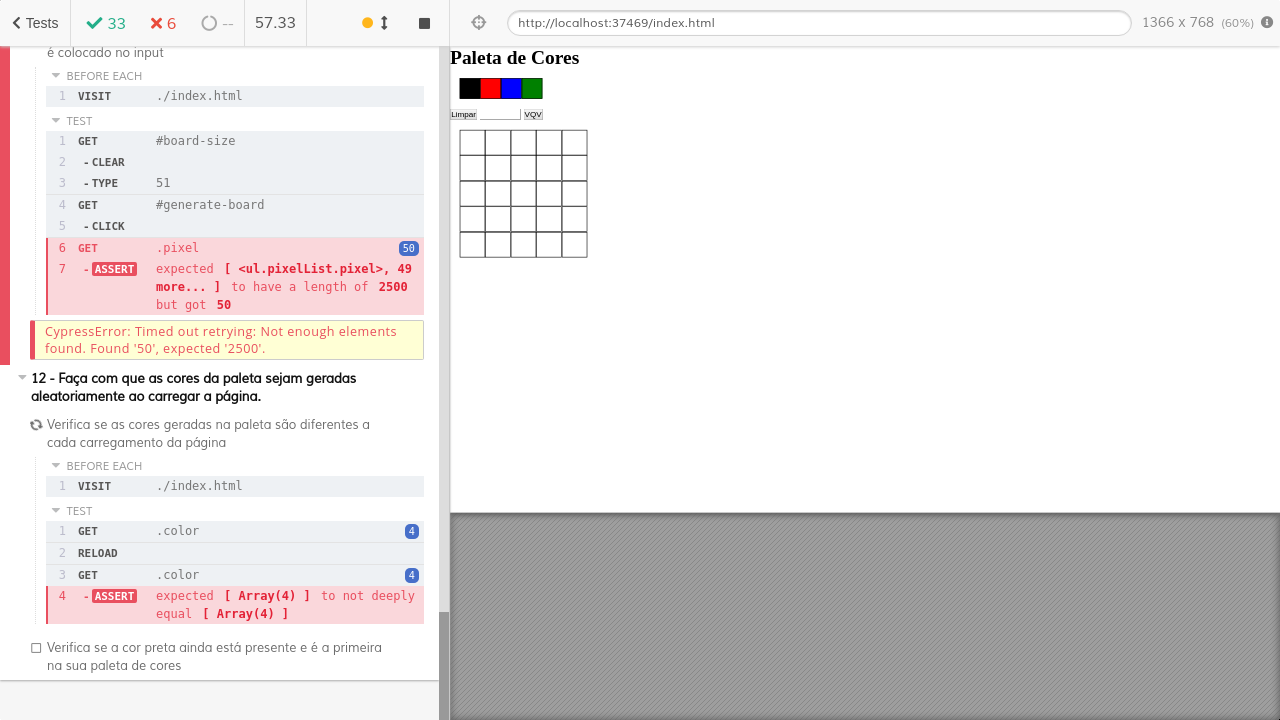 Tests 33 6 -- 57.33 http://localhost:37469/index.html 1366 x 768 (60%)
é colocado no input
BEFORE EACH
1 VISIT ./index.html
TEST
1 GET #board-size
2 - CLEAR
3 - TYPE 51
4 GET #generate-board
5 - CLICK
6 GET .pixel 50
7 - ASSERT expected [ <ul.pixelList.pixel>, 49
more... ] to have a length of 2500
but got 50
CypressError: Timed out retrying: Not enough elements
found. Found '50', expected '2500'.
12 - Faça com que as cores da paleta sejam geradas
aleatoriamente ao carregar a página.
Verifica se as cores geradas na paleta são diferentes a
cada carregamento da página
BEFORE EACH
1 VISIT ./index.html
TEST
1 GET .color 4
2 RELOAD
3 GET .color 4
4 - ASSERT expected [ Array(4) ] to not deeply
equal [ Array(4) ]
Verifica se a cor preta ainda está presente e é a primeira
na sua paleta de cores
Paleta de Cores
Limpar VQV